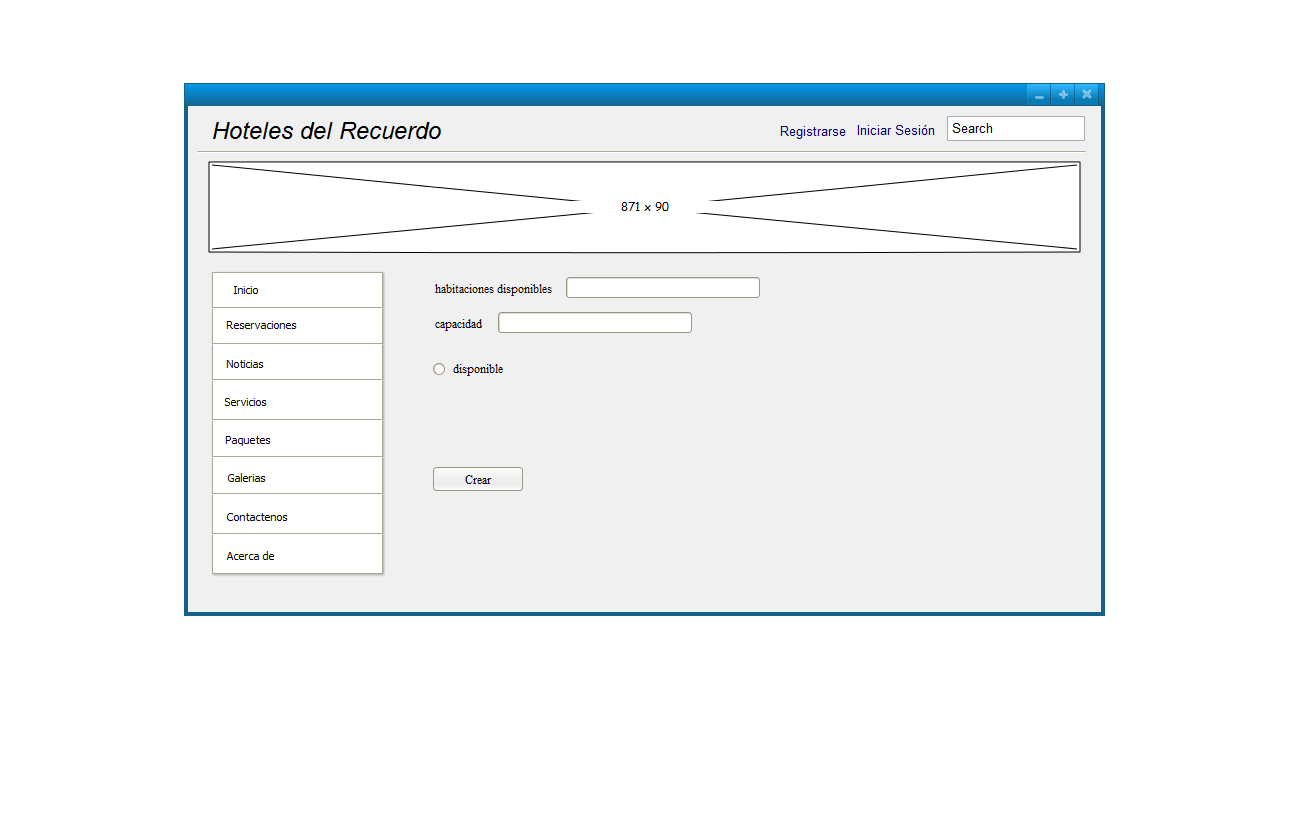 Hoteles del Recuerdo
Registrarse Iniciar Sesión Search
871 x 90
Inicio
Reservaciones
Noticias
Servicios
Paquetes
Galerias
Contactenos
Acerca de
habitaciones disponibles
capacidad
disponible
Crear